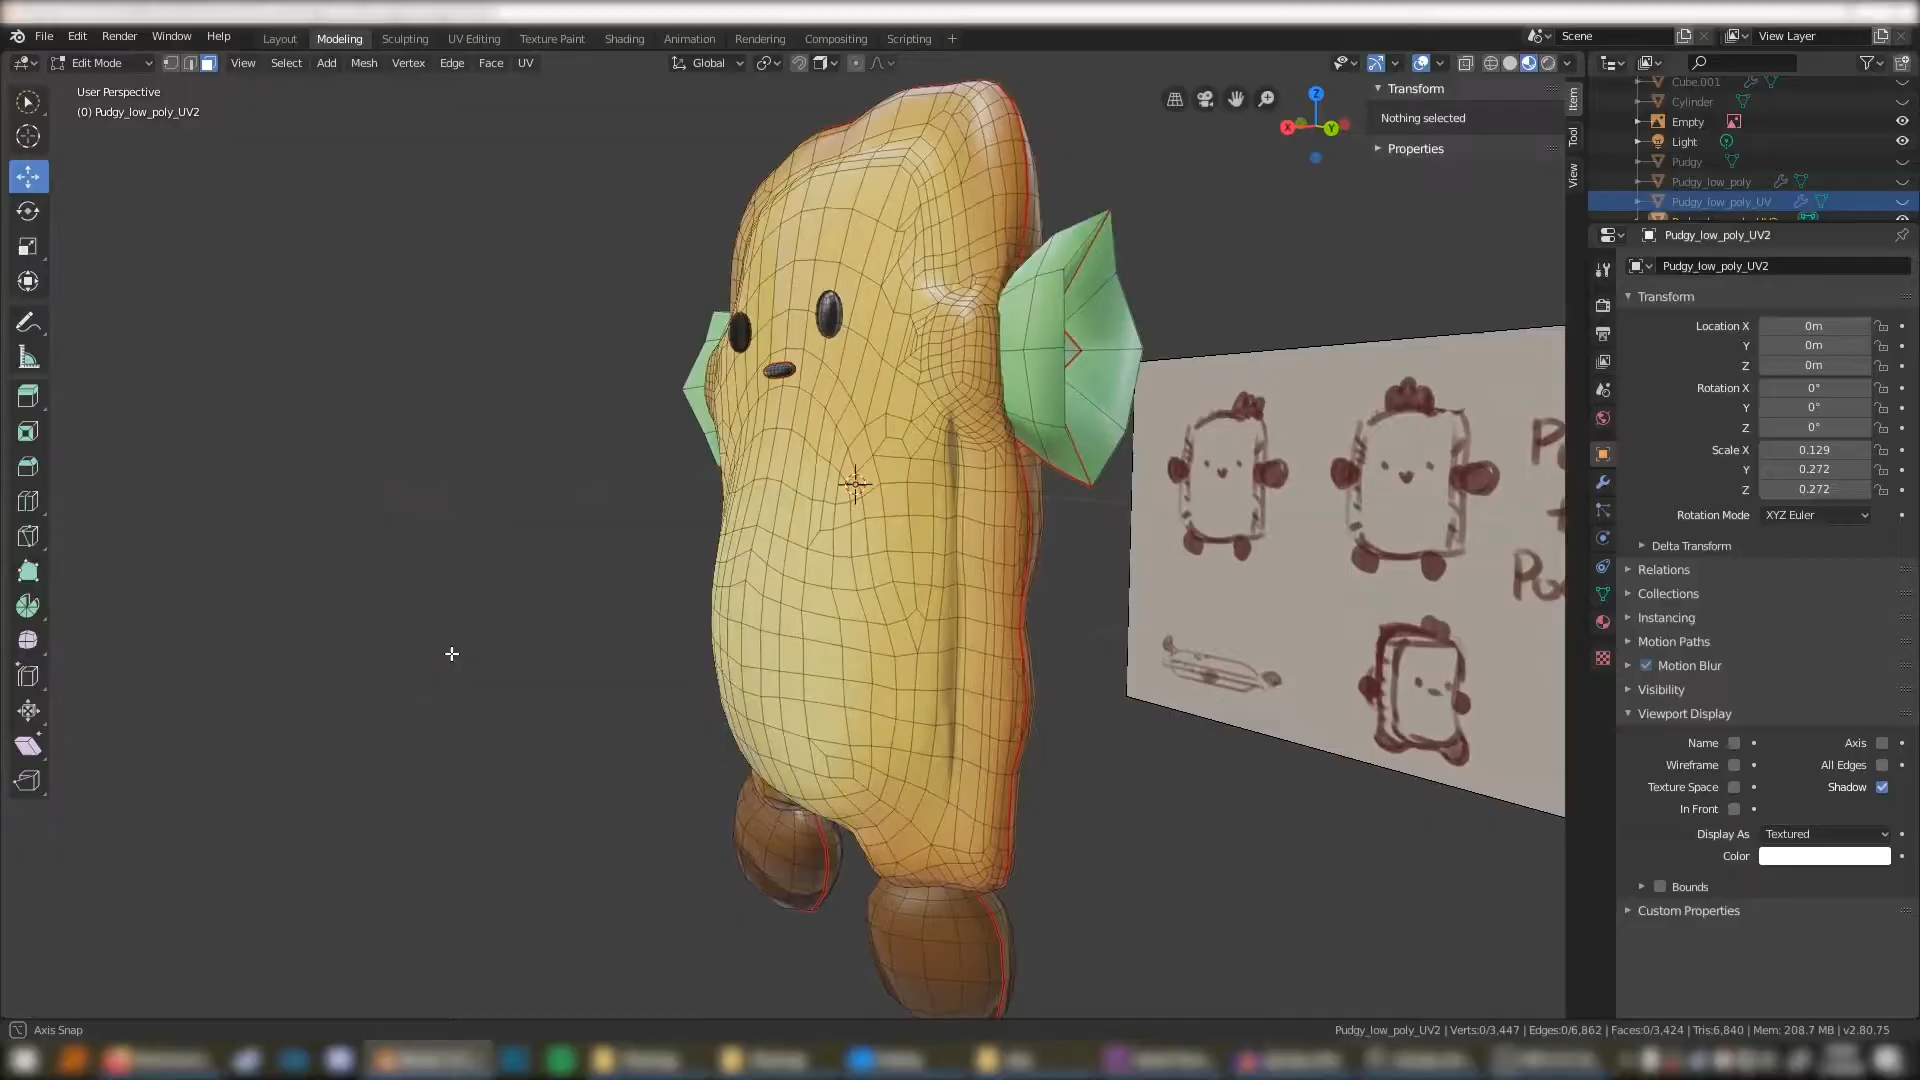 File Edit Render Window Help
Layout Modeling Sculpting UV Editing Texture Paint Shading Animation Rendering Compositing Scripting +
Scene
View Layer
Edit Mode View Select Add Mesh Vertex Edge Face UV
Global
User Perspective
(0) Pudgy_low_poly_UV2
Z
X
Y
Transform
Nothing selected
Properties
Item
Tool
View
Cube.001
Cylinder
Empty
Light
Pudgy
Pudgy_low_poly
Pudgy_low_poly_UV
Pudgy_low_poly_UV2
Pudgy_low_poly_UV2
Transform
Location X 0m
Y 0m
Z 0m
Rotation X 0°
Y 0°
Z 0°
Scale X 0.129
Y 0.272
Z 0.272
Rotation Mode XYZ Euler
Delta Transform
Relations
Collections
Instancing
Motion Paths
Motion Blur
Visibility
Viewport Display
Name Axis
Wireframe All Edges
Texture Space Shadow
In Front
Display As Textured
Color
Bounds
Custom Properties
Axis Snap
Pudgy_low_poly_UV2 | Verts:0/3,447 | Edges:0/6,862 | Faces:0/3,424 | Tris:6,840 | Mem: 208.7 MB | v2.80.75